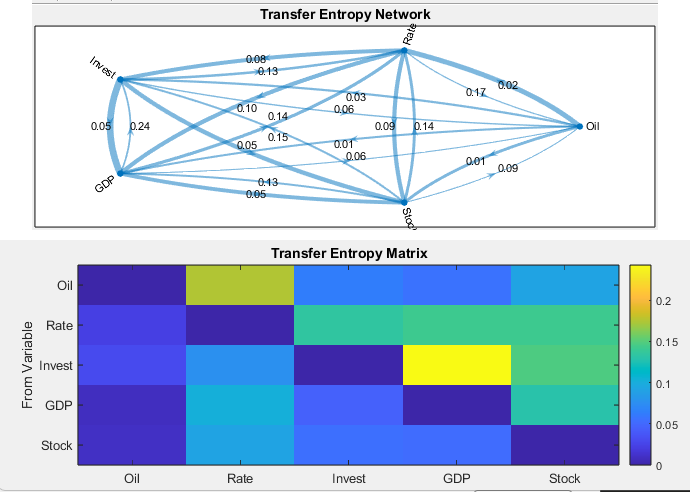 Transfer Entropy Network
Rate
Invest
0.08
0.13
0.02
0.17
0.03
0.10
0.06
0.14
0.05
0.24
0.09
0.14
Oil
0.15
0.01
0.05
0.06
0.01
0.09
GDP
0.13
0.05
Stock
Transfer Entropy Matrix
From Variable
Oil
Rate
Invest
GDP
Stock
Oil Rate Invest GDP Stock
0.2
0.15
0.1
0.05
0